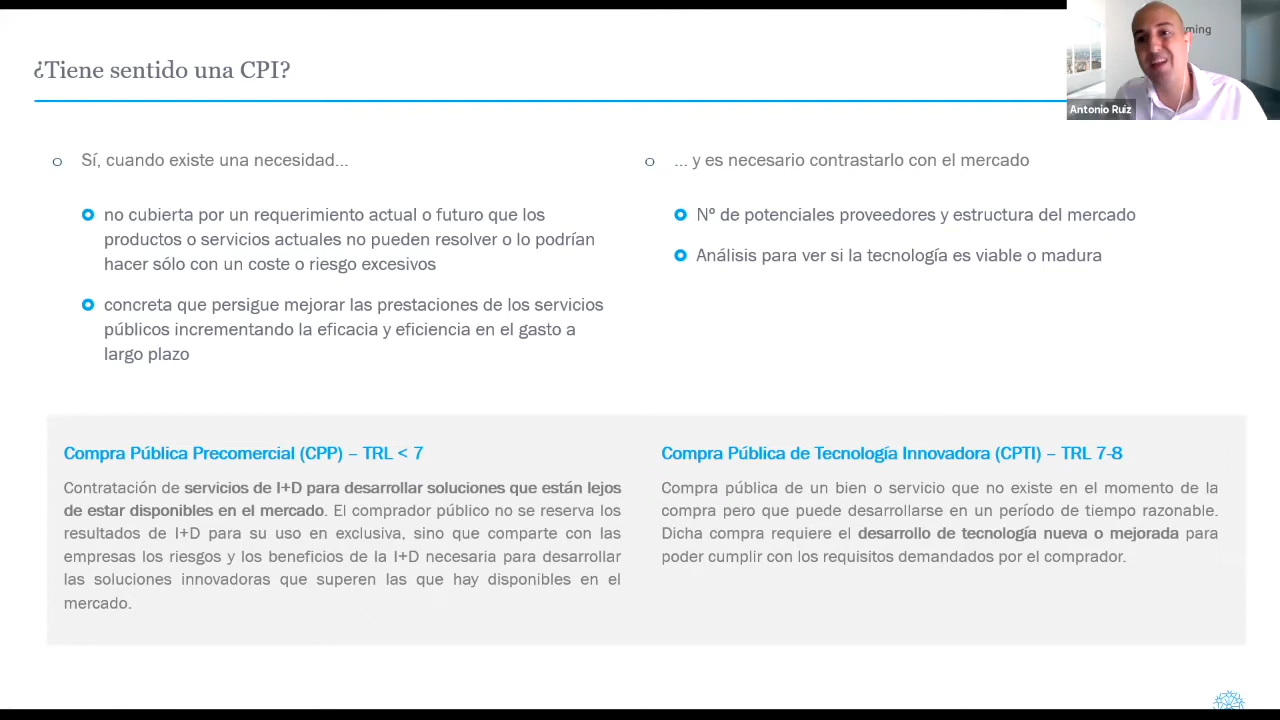 ¿Tiene sentido una CPI?
ming
Antonio Ruiz
Sí, cuando existe una necesidad...
no cubierta por un requerimiento actual o futuro que los
productos o servicios actuales no pueden resolver o lo podrían
hacer sólo con un coste o riesgo excesivos
concreta que persigue mejorar las prestaciones de los servicios
públicos incrementando la eficacia y eficiencia en el gasto a
largo plazo
... y es necesario contrastarlo con el mercado
Nº de potenciales proveedores y estructura del mercado
Análisis para ver si la tecnología es viable o madura
Compra Pública Precomercial (CPP) – TRL < 7
Contratación de servicios de I+D para desarrollar soluciones que están lejos
de estar disponibles en el mercado. El comprador público no se reserva los
resultados de I+D para su uso en exclusiva, sino que comparte con las
empresas los riesgos y los beneficios de la I+D necesaria para desarrollar
las soluciones innovadoras que superen las que hay disponibles en el
mercado.
Compra Pública de Tecnología Innovadora (CPTI) – TRL 7-8
Compra pública de un bien o servicio que no existe en el momento de la
compra pero que puede desarrollarse en un período de tiempo razonable.
Dicha compra requiere el desarrollo de tecnología nueva o mejorada para
poder cumplir con los requisitos demandados por el comprador.